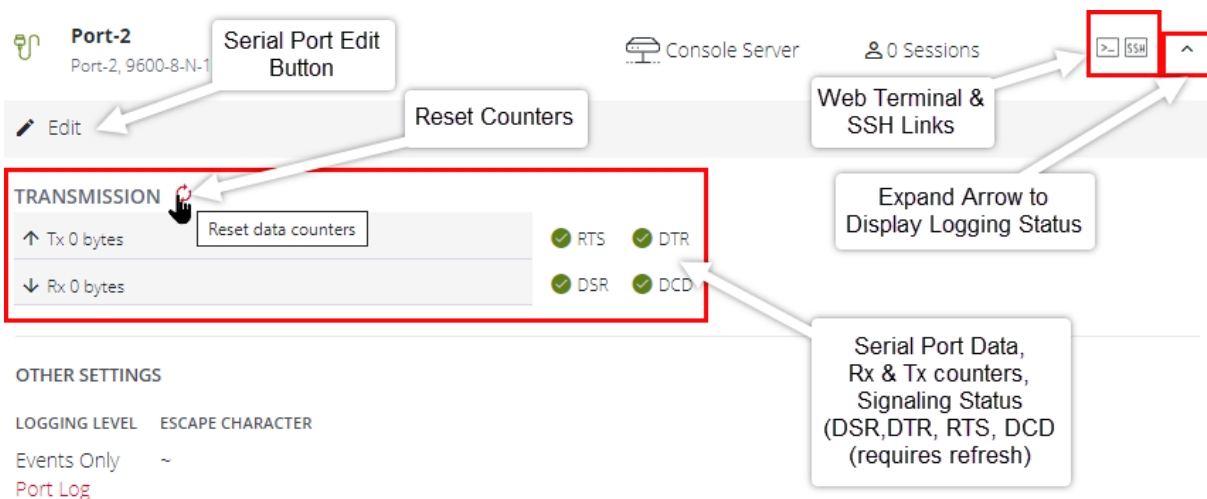 Port-2
Port-2, 9600-8-N-1
Serial Port Edit
Button
Console Server
0 Sessions
>_
SSH
Web Terminal &
SSH Links
Edit
Reset Counters
Expand Arrow to
Display Logging Status
TRANSMISSION
Reset data counters
Tx 0 bytes
RTS
DTR
Rx 0 bytes
DSR
DCD
Serial Port Data,
Rx & Tx counters,
Signaling Status
(DSR,DTR, RTS, DCD
(requires refresh)
OTHER SETTINGS
LOGGING LEVEL ESCAPE CHARACTER
Events Only ~
Port Log